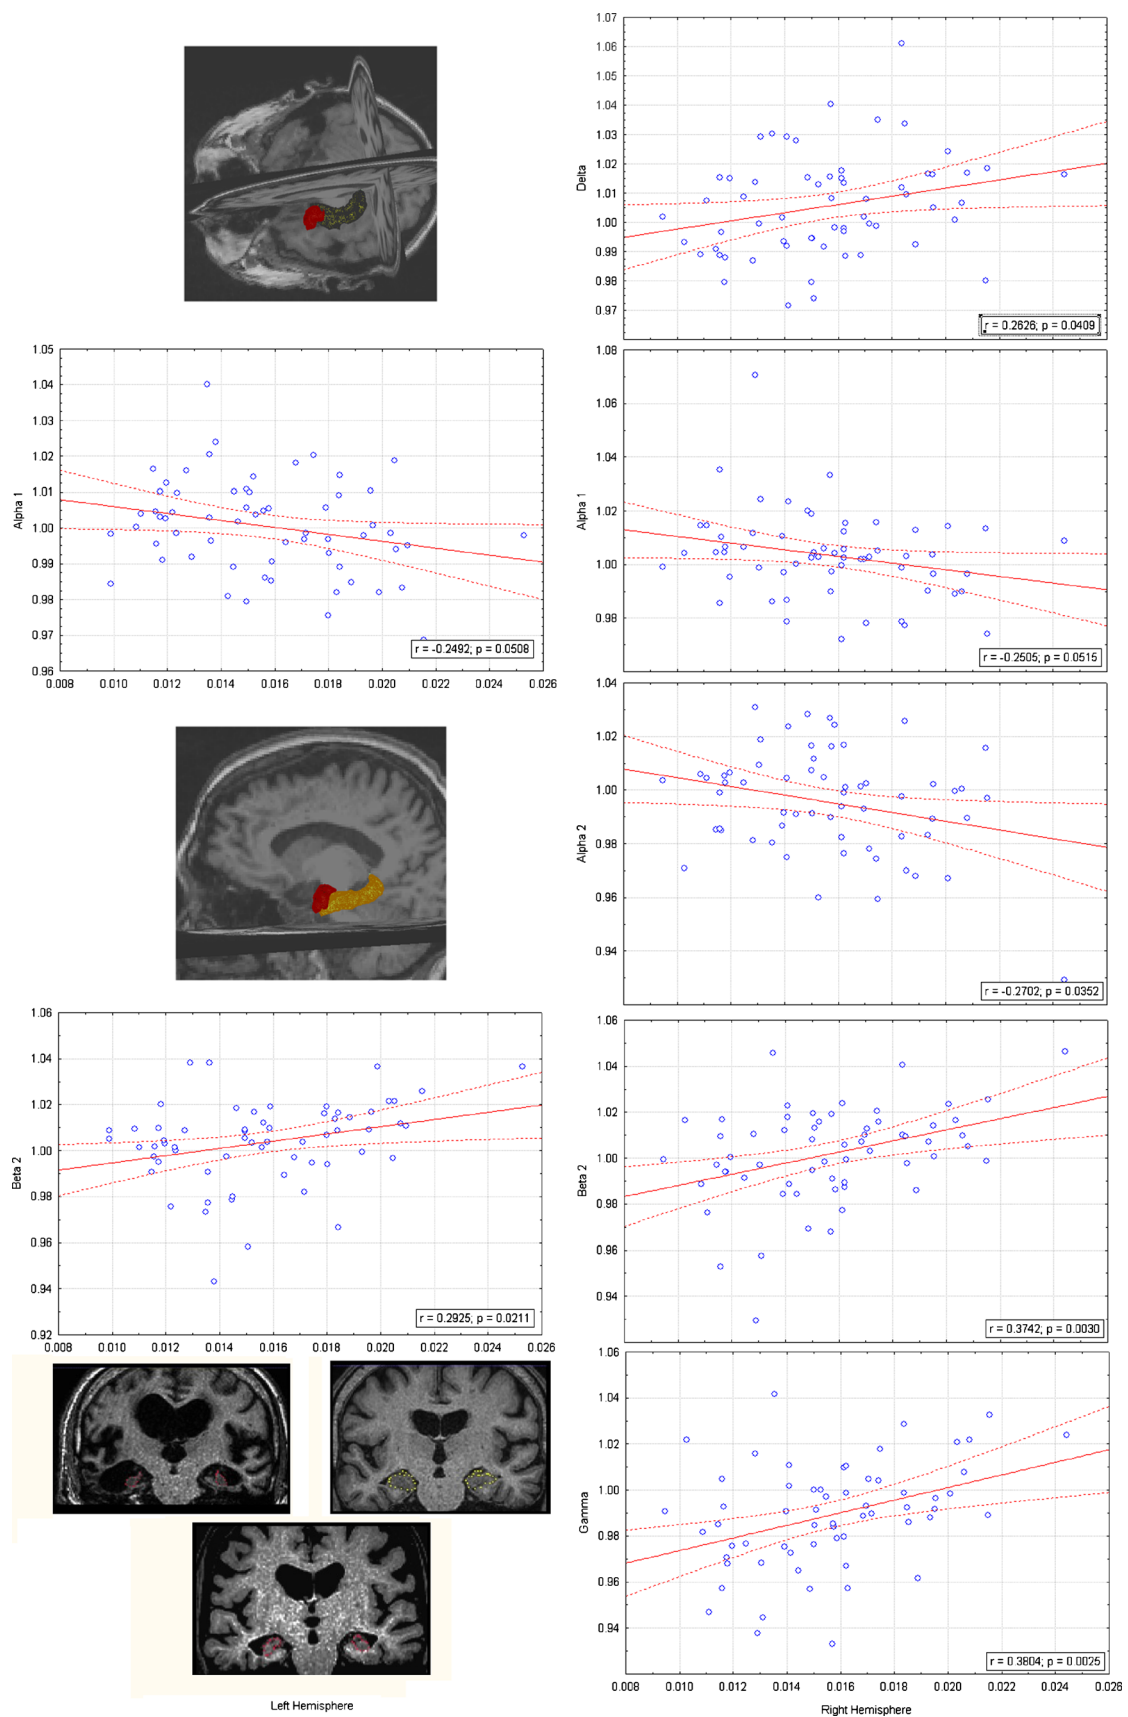 1.07
1.06
1.05
1.04
1.03
1.02
1.01
1.00
0.99
0.98
0.97
Delta
r = 0.2626; p = 0.0409
1.05
1.04
1.03
1.02
1.01
1.00
0.99
0.98
0.97
0.96
Alpha 1
r = -0.2492; p = 0.0508
0.008 0.010 0.012 0.014 0.016 0.018 0.020 0.022 0.024 0.026
1.08
1.06
1.04
1.02
1.00
0.98
Alpha 1
r = -0.2505; p = 0.0515
1.04
1.02
1.00
0.98
0.96
0.94
Alpha 2
r = -0.2702; p = 0.0352
1.06
1.04
1.02
1.00
0.98
0.96
0.94
0.92
Beta 2
r = 0.2925; p = 0.0211
0.008 0.010 0.012 0.014 0.016 0.018 0.020 0.022 0.024 0.026
1.06
1.04
1.02
1.00
0.98
0.96
0.94
Beta 2
r = 0.3742; p = 0.0030
1.06
1.04
1.02
1.00
0.98
0.96
0.94
Gamma
r = 0.3804; p = 0.0025
0.008 0.010 0.012 0.014 0.016 0.018 0.020 0.022 0.024 0.026
Left Hemisphere
Right Hemisphere